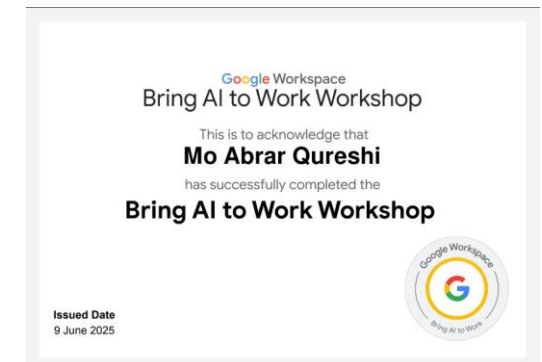 Google Workspace
Bring AI to Work Workshop
This is to acknowledge that
Mo Abrar Qureshi
has successfully completed the
Bring AI to Work Workshop
Google Workspace
G
Bring AI to Work
Issued Date
9 June 2025